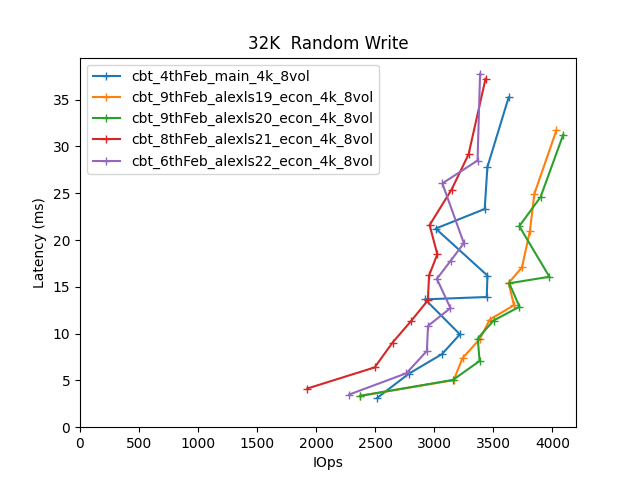 32K  Random Write
cbt_4thFeb_main_4k_8vol
cbt_9thFeb_alexls19_econ_4k_8vol
cbt_9thFeb_alexls20_econ_4k_8vol
cbt_8thFeb_alexls21_econ_4k_8vol
cbt_6thFeb_alexls22_econ_4k_8vol
Latency (ms)
35
30
25
20
15
10
5
0
0 500 1000 1500 2000 2500 3000 3500 4000
IOps